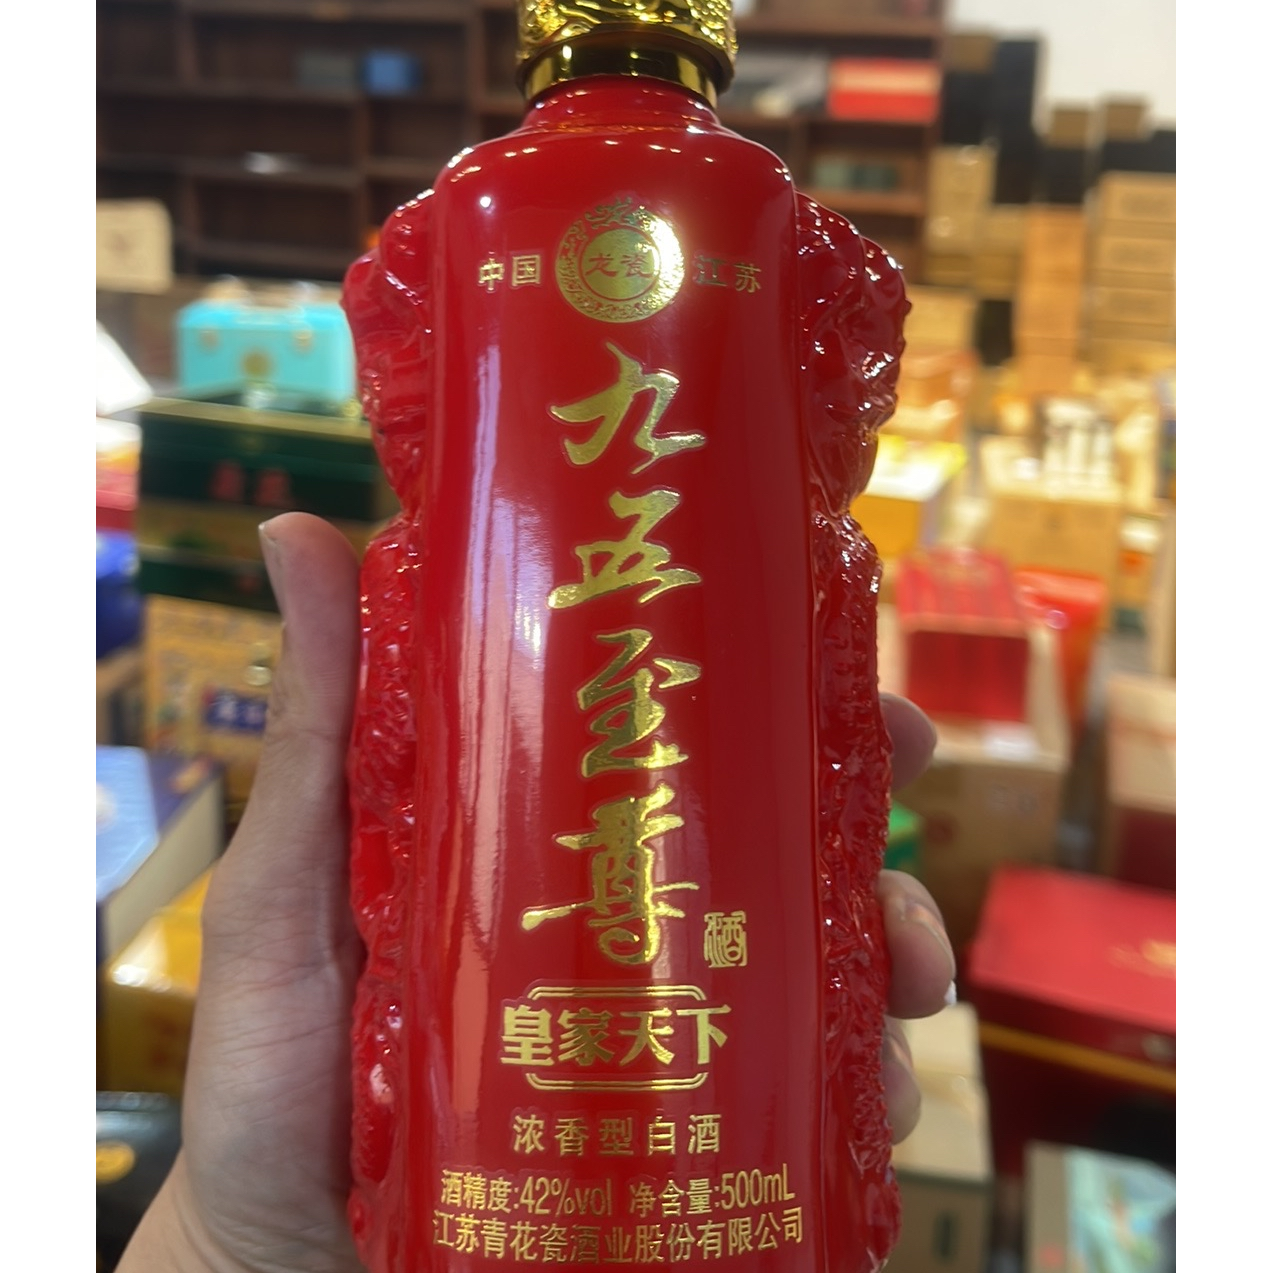 中国 龙瓷 江苏
九五至尊
酒
皇家天下
浓香型白酒
酒精度:42%vol 净含量:500mL
江苏青花瓷酒业股份有限公司